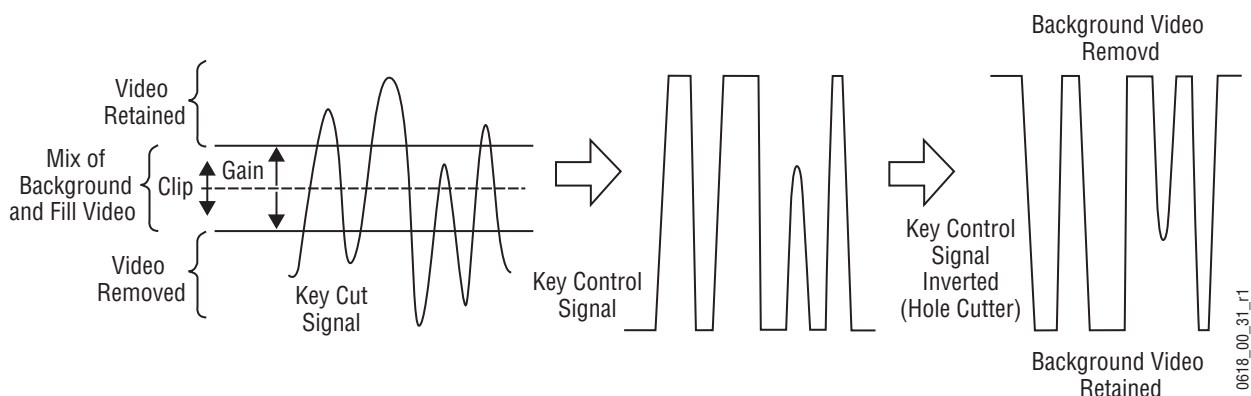 Video
Retained
Mix of
Background
and Fill Video
Clip
Gain
Video
Removed
Key Cut
Signal
Key Control
Signal
Background Video
Removd
Key Control
Signal
Inverted
(Hole Cutter)
Background Video
Retained
0618_00_31_r1